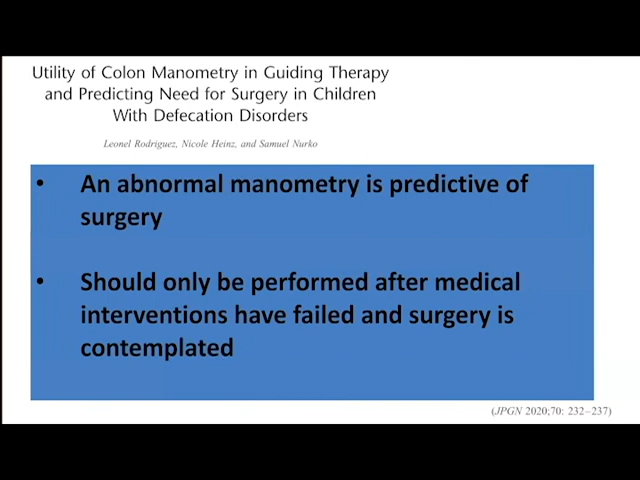 Utility of Colon Manometry in Guiding Therapy
and Predicting Need for Surgery in Children
With Defecation Disorders
Leonel Rodriguez, Nicole Heinz, and Samuel Nurko
• An abnormal manometry is predictive of
surgery
• Should only be performed after medical
interventions have failed and surgery is
contemplated
(JPGN 2020;70: 232–237)